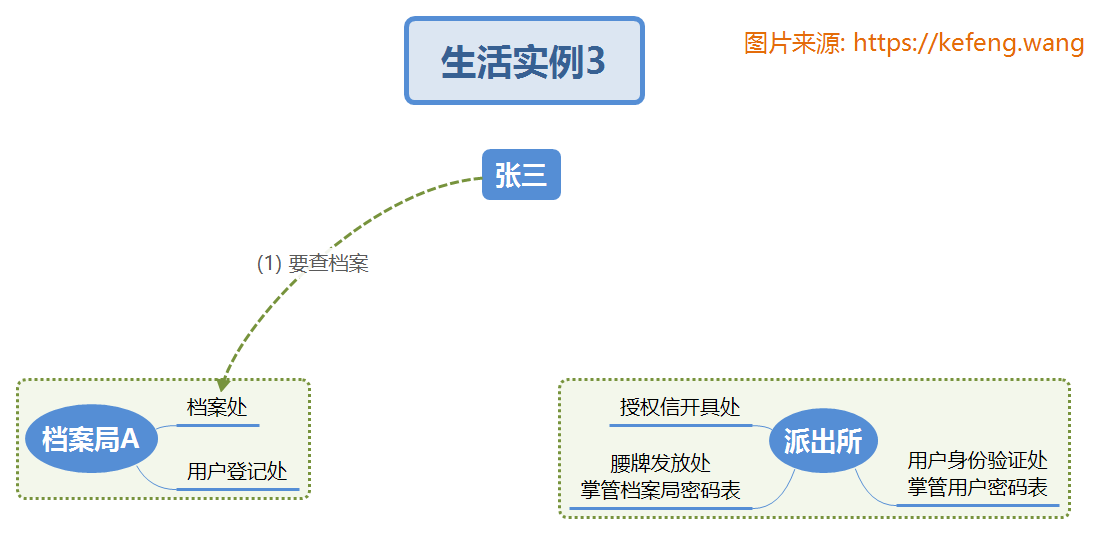 生活实例3
图片来源: https://kefeng.wang
张三
(1) 要查档案
档案局A
档案处
用户登记处
授权信开具处
派出所
腰牌发放处
掌管档案局密码表
用户身份验证处
掌管用户密码表